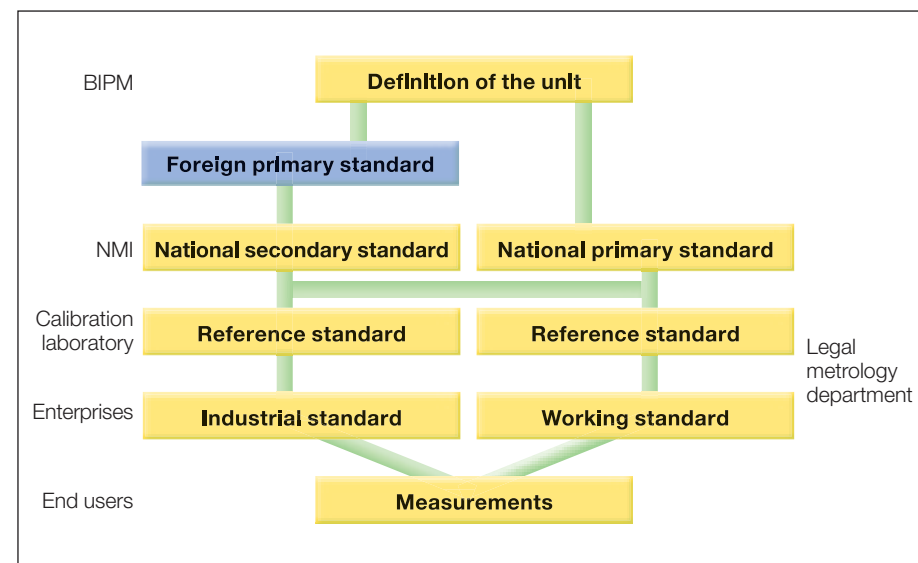 BIPM
Definition of the unit
Foreign primary standard
NMI
National secondary standard
National primary standard
Calibration
laboratory
Reference standard
Reference standard
Legal
metrology
department
Enterprises
Industrial standard
Working standard
End users
Measurements